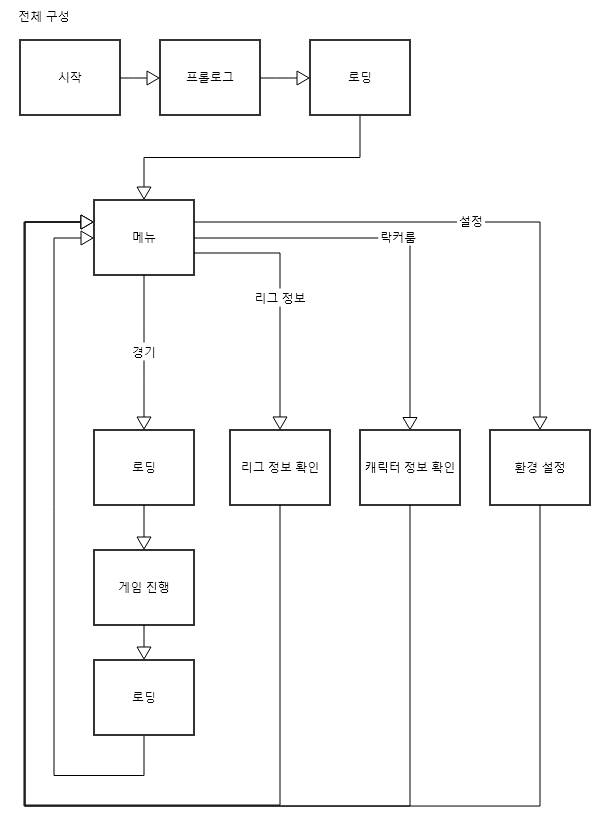 전체 구성
시작
프롤로그
로딩
메뉴
설정
락커룸
리그 정보
경기
로딩
리그 정보 확인
캐릭터 정보 확인
환경 설정
게임 진행
로딩